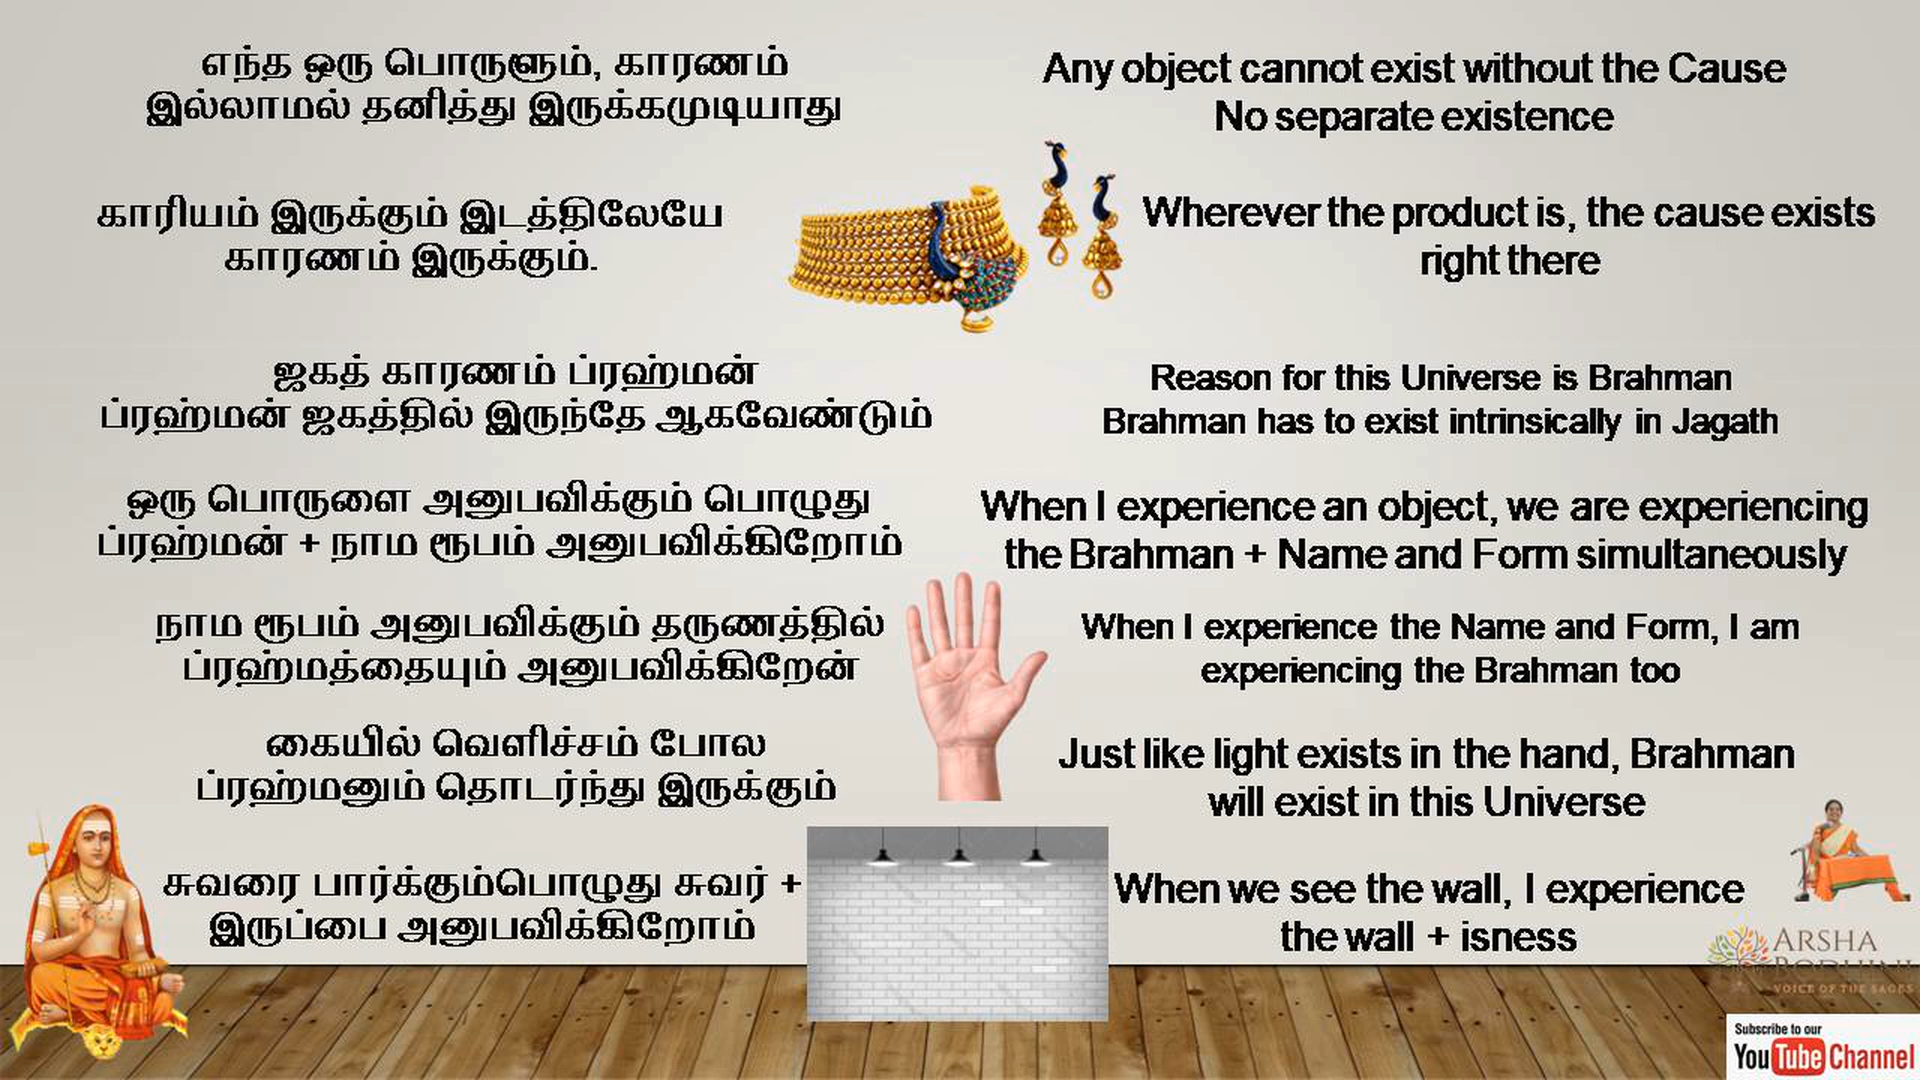 எந்த ஒரு பொருளும், காரணம்
இல்லாமல் தனித்து இருக்கமுடியாது
Any object cannot exist without the Cause
No separate existence
காரியம் இருக்கும் இடத்திலேயே
காரணம் இருக்கும்.
Wherever the product is, the cause exists
right there
ஜகத் காரணம் ப்ரஹ்மன்
ப்ரஹ்மன் ஜகத்தில் இருந்தே ஆகவேண்டும்
Reason for this Universe is Brahman
Brahman has to exist intrinsically in Jagath
ஒரு பொருளை அனுபவிக்கும் பொழுது
ப்ரஹ்மன் + நாம ரூபம் அனுபவிக்கிறோம்
When I experience an object, we are experiencing
the Brahman + Name and Form simultaneously
நாம ரூபம் அனுபவிக்கும் தருணத்தில்
ப்ரஹ்மத்தையும் அனுபவிக்கிறேன்
When I experience the Name and Form, I am
experiencing the Brahman too
கையில் வெளிச்சம் போல
ப்ரஹ்மனும் தொடர்ந்து இருக்கும்
Just like light exists in the hand, Brahman
will exist in this Universe
சுவரை பார்க்கும்பொழுது சுவர் +
இருப்பை அனுபவிக்கிறோம்
When we see the wall, I experience
the wall + isness
ARSHA
BODHINI
VOICE OF THE SAGES
Subscribe to our
YouTube Channel